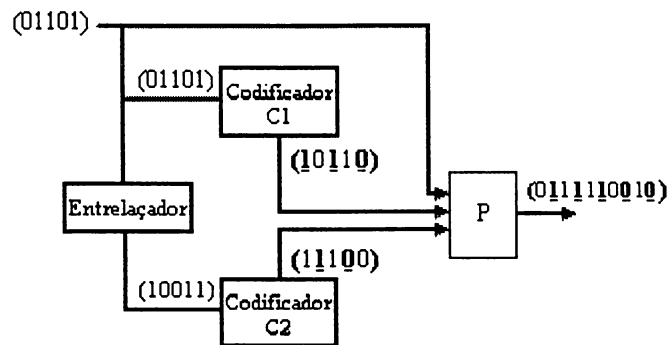 (01101)
(01101)
Codificador
C1
(10110)
Entrelaçador
P
(0111110010)
(11100)
(10011)
Codificador
C2